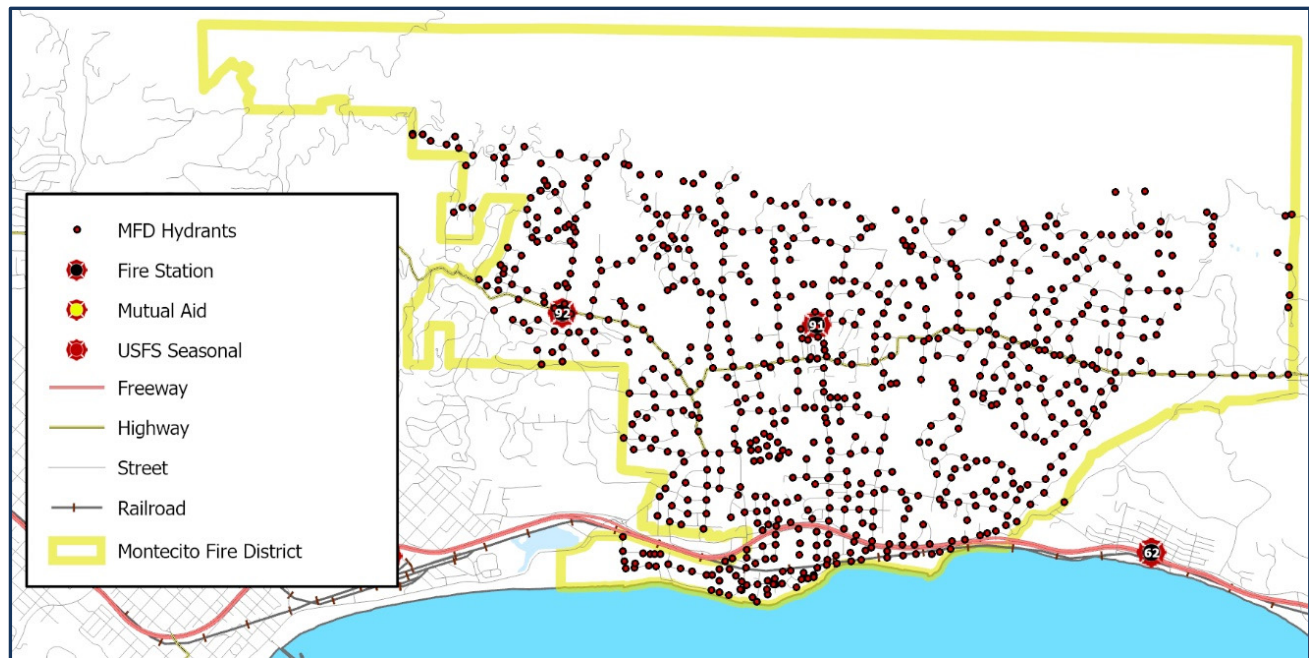 92
91
62
MFD Hydrants
Fire Station
Mutual Aid
USFS Seasonal
Freeway
Highway
Street
Railroad
Montecito Fire District